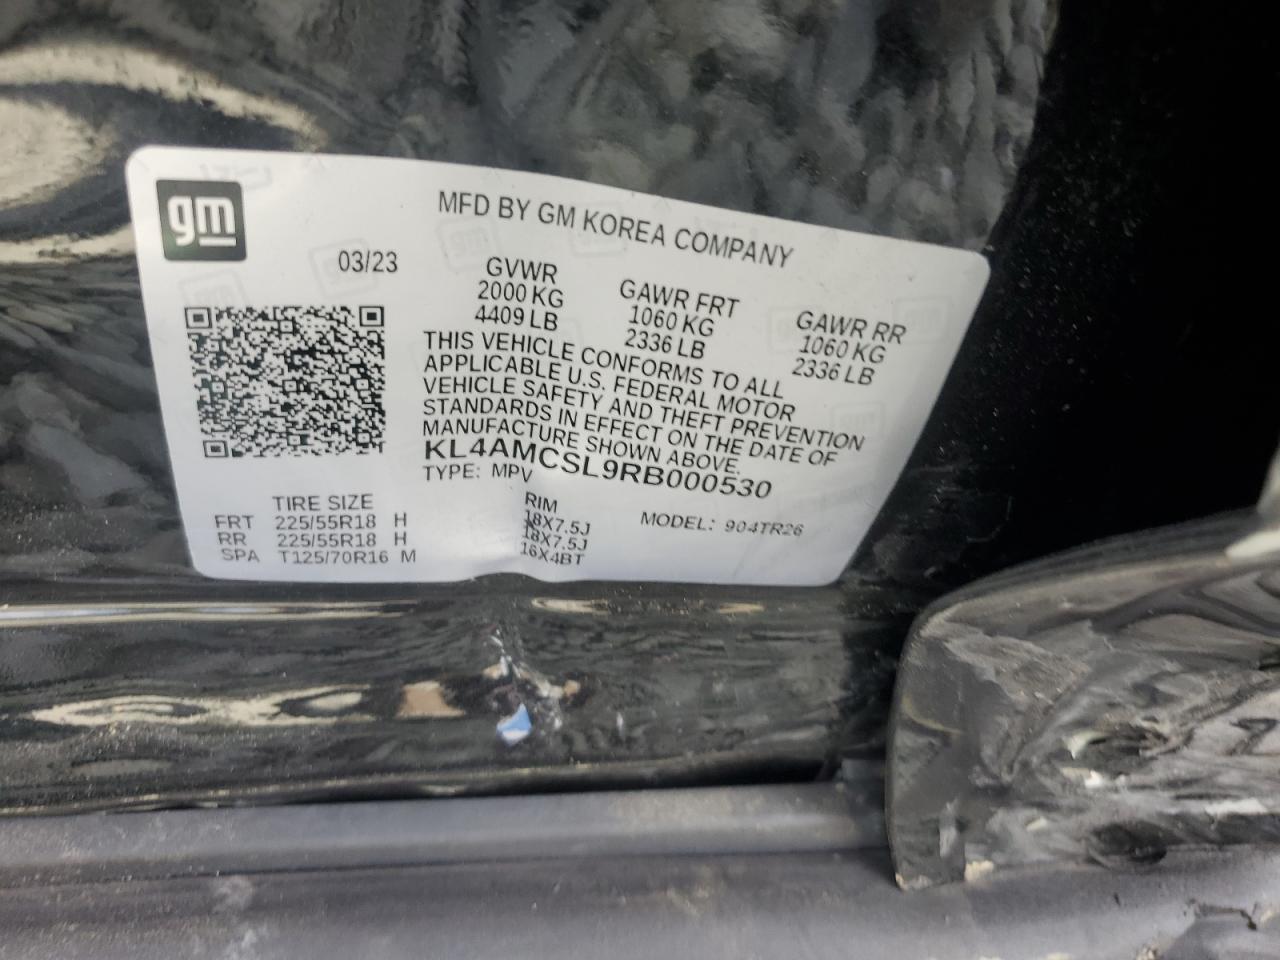 gm
MFD BY GM KOREA COMPANY
03/23
GVWR GAWR FRT GAWR RR
2000 KG 1060 KG 1060 KG
4409 LB 2336 LB 2336 LB
THIS VEHICLE CONFORMS TO ALL
APPLICABLE U.S. FEDERAL MOTOR
VEHICLE SAFETY AND THEFT PREVENTION
STANDARDS IN EFFECT ON THE DATE OF
MANUFACTURE SHOWN ABOVE.
KL4AMCSL9RB000530
TYPE: MPV
MODEL: 904TR26
TIRE SIZE RIM
FRT 225/55R18 H 18X7.5J
RR 225/55R18 H 18X7.5J
SPA T125/70R16 M 16X4BT